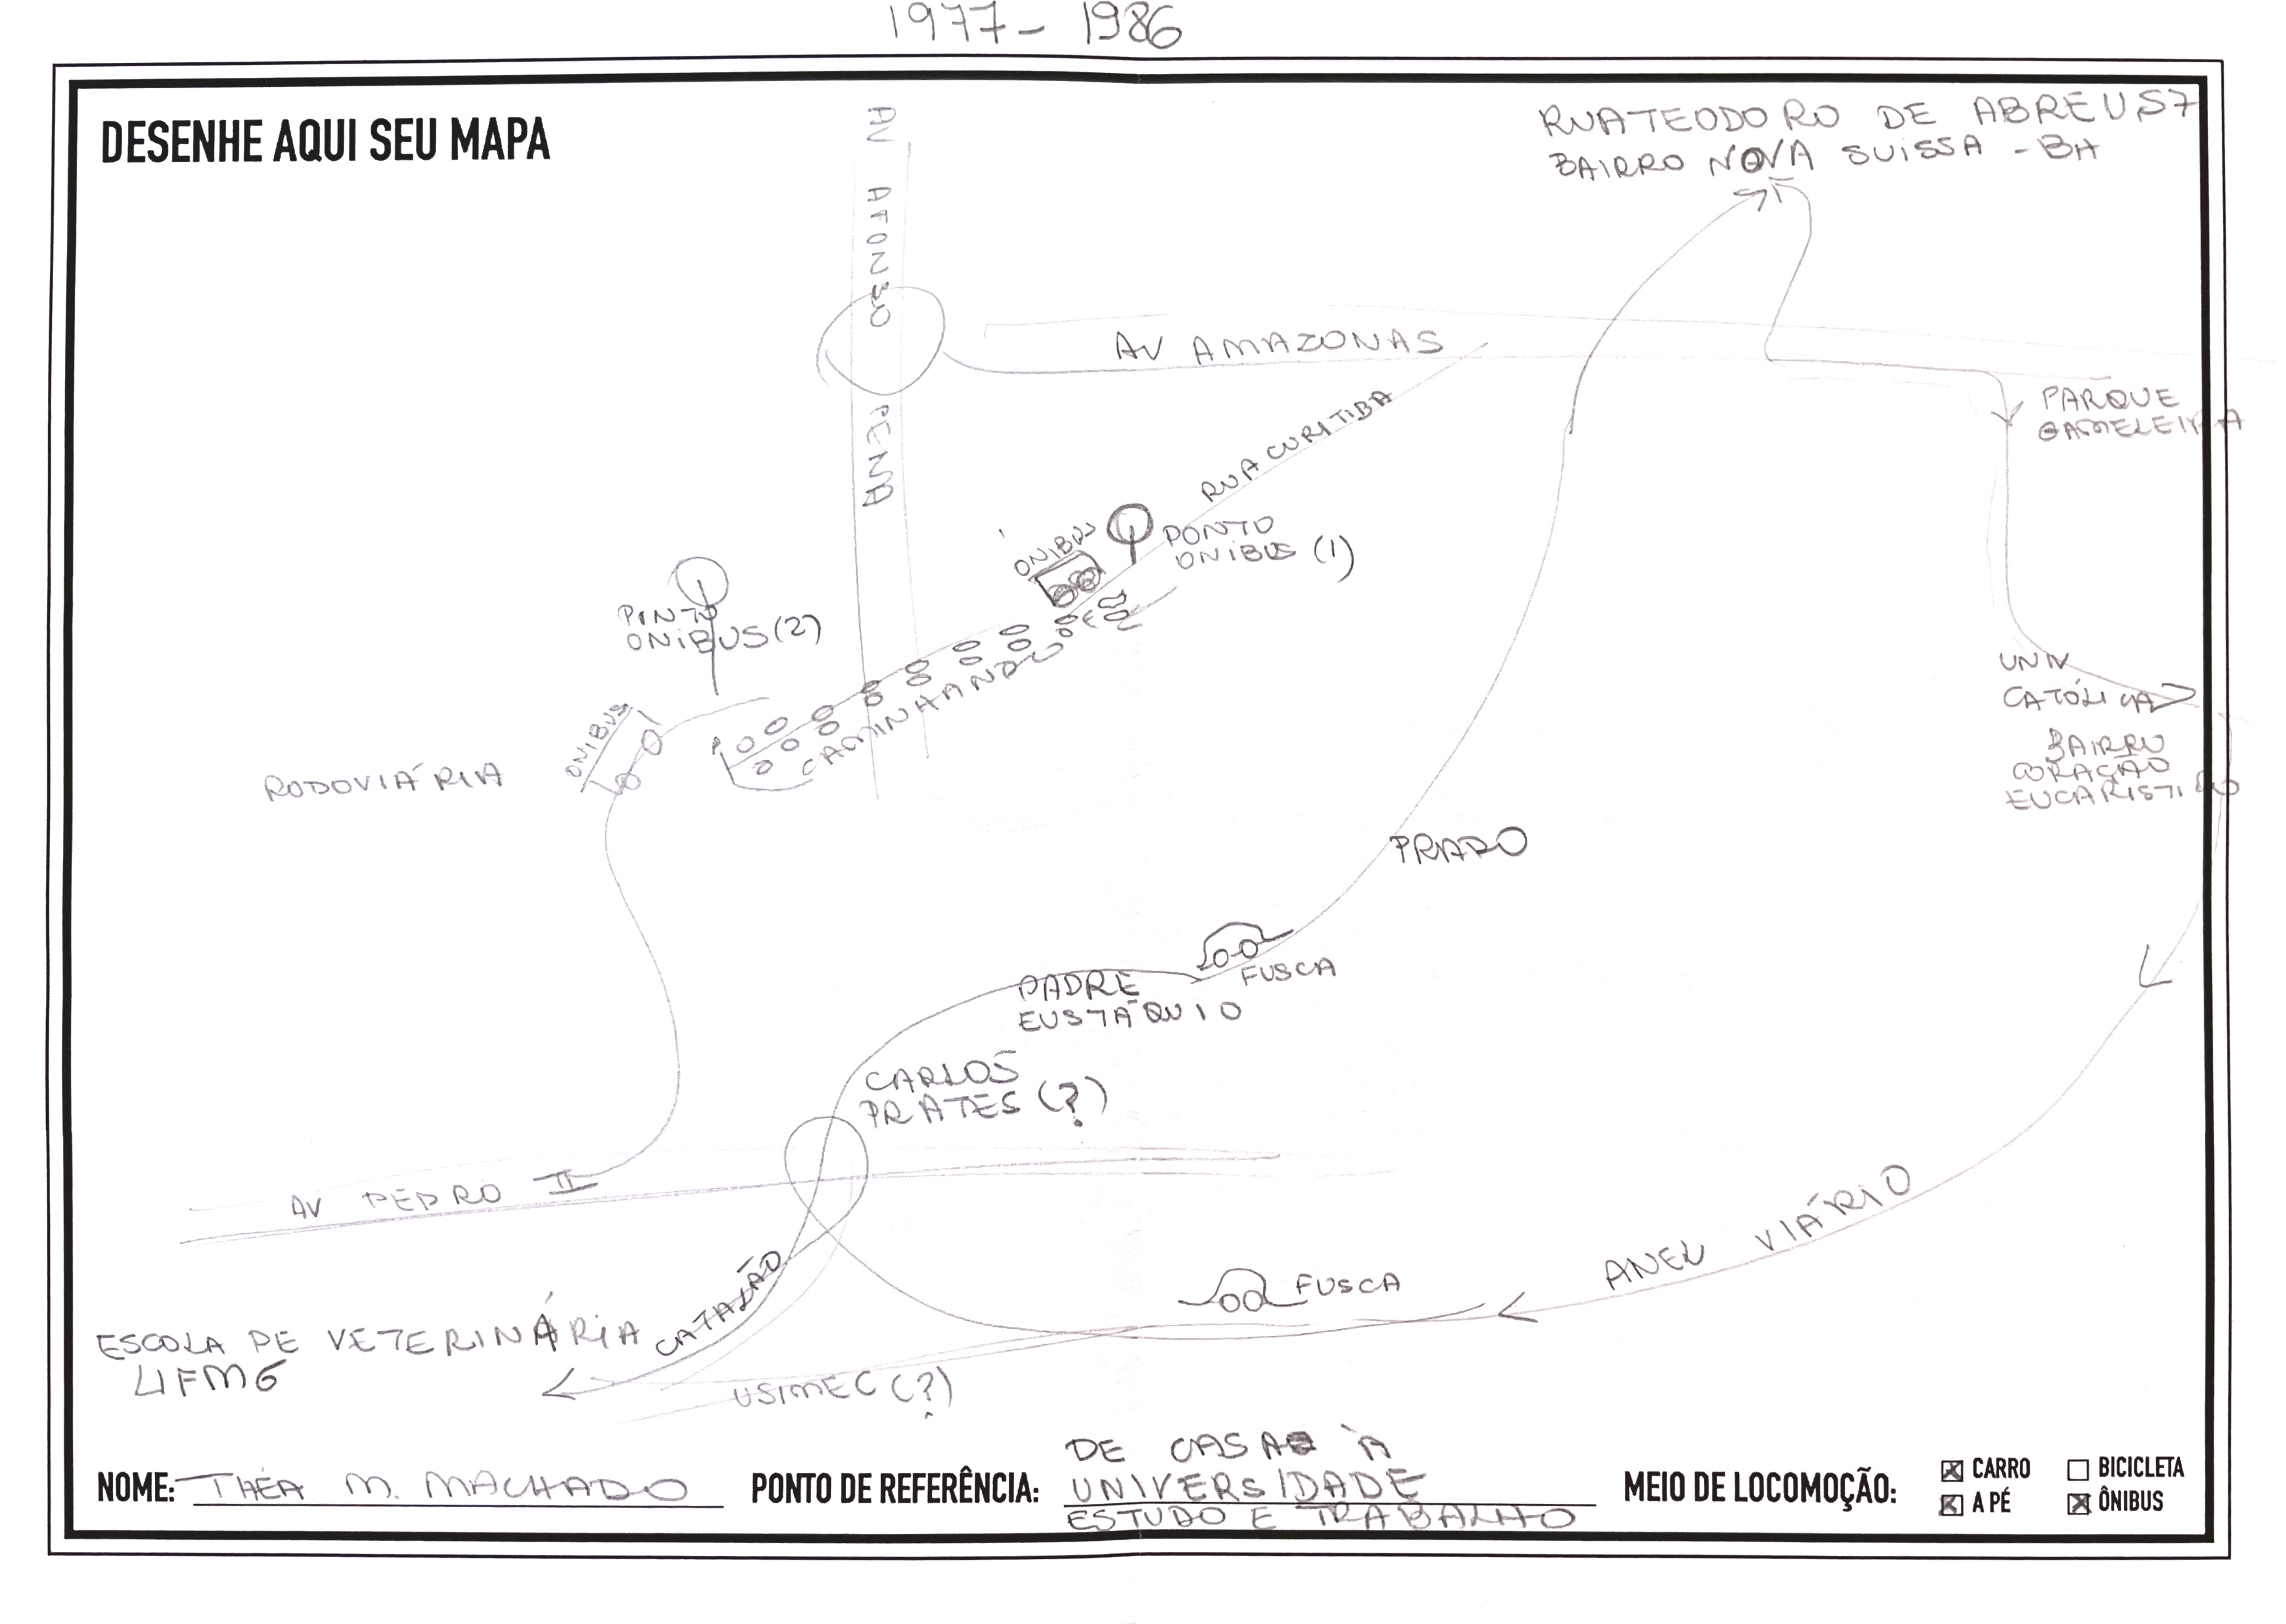 1977 - 1986
DESENHE AQUI SEU MAPA
RUA TEODORO DE ABREU 57
BAIRRO NOVA SUISSA - BH
AV AFONSO PENA
AV AMAZONAS
PARQUE
GAMELEIRA
RUA CURITIBA
ONIBUS
PONTO
ONIBUS (1)
PONTO
ONIBUS (2)
CAMINHANDO
ONIBUS
RODOVIÁRIA
UNIV
CATÓLICA
BAIRRO
CORAÇÃO
EUCARISTICO
PRADO
FUSCA
PADRE
EUSTÁQUIO
CARLOS
PRATES (?)
AV PEDRO II
ANEL VIÁRIO
FUSCA
CATALÃO
ESCOLA DE VETERINÁRIA
UFMG
USIMEC (?)
NOME: THÉA M. MACHADO
PONTO DE REFERÊNCIA: DE CASA À
UNIVERSIDADE
ESTUDO E TRABALHO
MEIO DE LOCOMOÇÃO:
CARRO
BICICLETA
A PÉ
ÔNIBUS